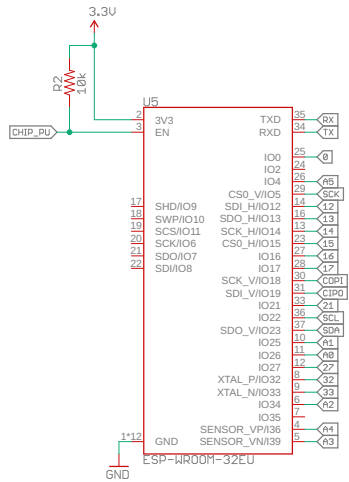 3.3V
R2
10k
CHIP_PU
U5
2 3V3
3 EN
17 SHD/IO9
18 SWP/IO10
19 SCS/IO11
20 SCK/IO6
21 SDO/IO7
22 SDI/IO8
1*12 GND
GND
TXD 35 RX
RXD 34 TX
IO0 25 0
IO2 24
IO4 26 A5
CS0_V/IO5 29 SCK
SDI_H/IO12 14 12
SDO_H/IO13 16 13
SCK_H/IO14 13 14
CS0_H/IO15 23 15
IO16 27 16
IO17 28 17
SCK_V/IO18 30 COPI
SDI_V/IO19 31 CIPO
IO21 33 21
IO22 36 SCL
SDO_V/IO23 37 SDA
IO25 10 A1
IO26 11 A0
IO27 12 27
XTAL_P/IO32 8 32
XTAL_N/IO33 9 33
IO34 6 A2
IO35 7
SENSOR_VP/I36 4 A4
SENSOR_VN/I39 5 A3
ESP-WROOM-32EU